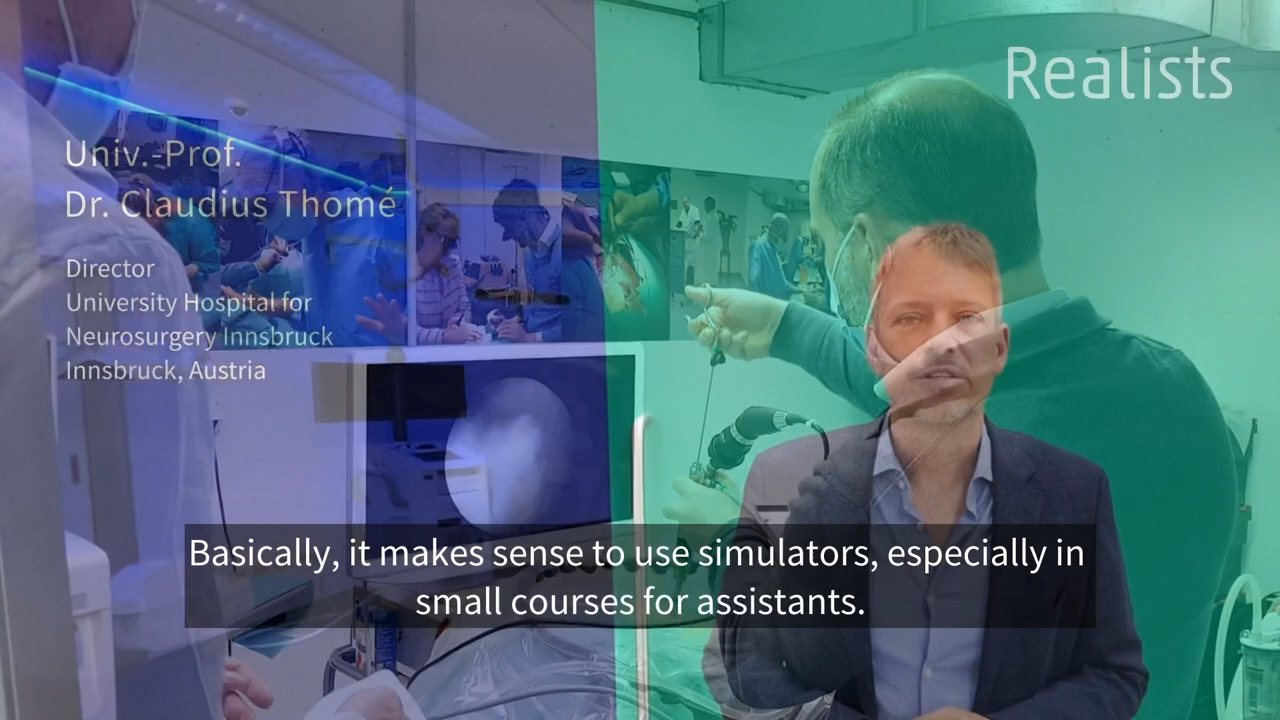 Realists
Univ.-Prof.
Dr. Claudius Thomé
Director
University Hospital for
Neurosurgery Innsbruck
Innsbruck, Austria
Basically, it makes sense to use simulators, especially in
small courses for assistants.